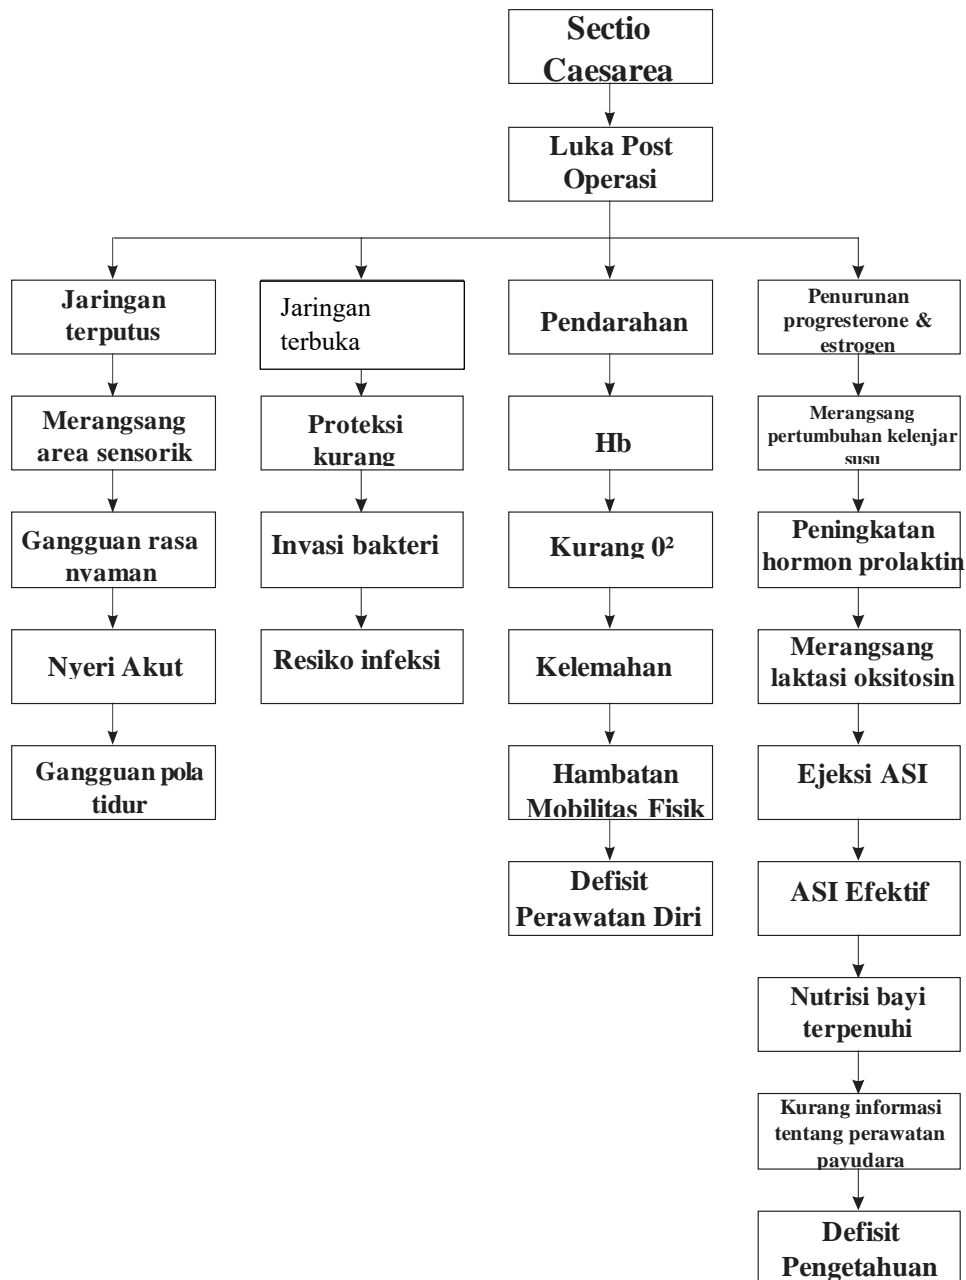 Sectio
Caesarea
Luka Post
Operasi
Jaringan
terputus
Merangsang
area sensorik
Gangguan rasa
nyaman
Nyeri Akut
Gangguan pola
tidur
Jaringan
terbuka
Proteksi
kurang
Invasi bakteri
Resiko infeksi
Pendarahan
Hb
Kurang 0²
Kelemahan
Hambatan
Mobilitas Fisik
Defisit
Perawatan Diri
Penurunan
progresterone &
estrogen
Merangsang
pertumbuhan kelenjar
susu
Peningkatan
hormon prolaktin
Merangsang
laktasi oksitosin
Ejeksi ASI
ASI Efektif
Nutrisi bayi
terpenuhi
Kurang informasi
tentang perawatan
payudara
Defisit
Pengetahuan